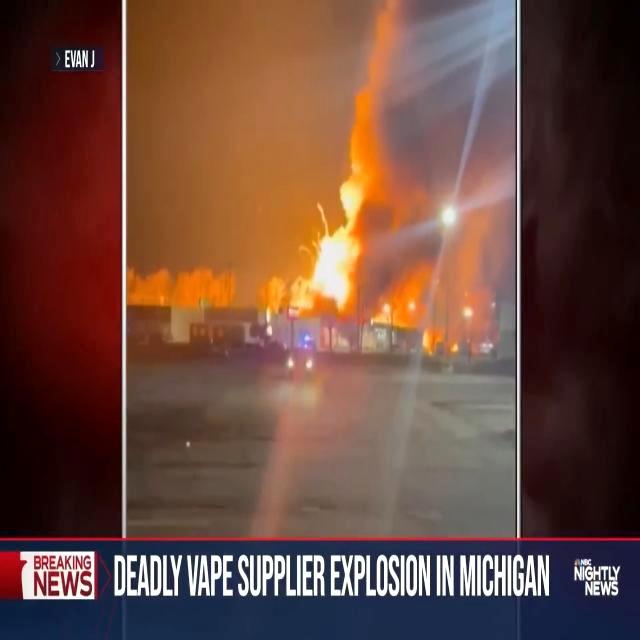 EVAN J
BREAKING
NEWS
DEADLY VAPE SUPPLIER EXPLOSION IN MICHIGAN
NBC
NIGHTLY
NEWS